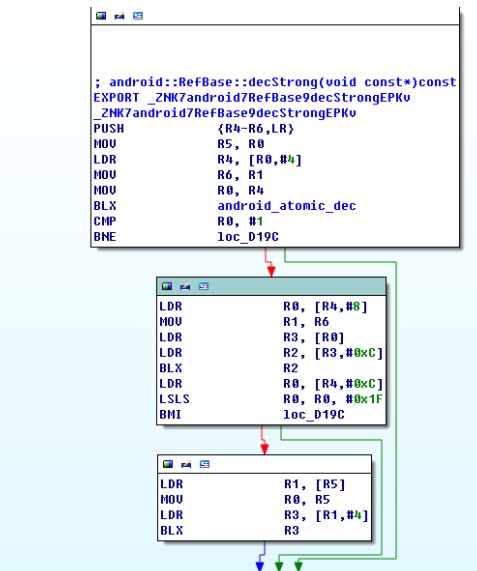 ; android::RefBase::decStrong(void const*)const
EXPORT _ZNK7android7RefBase9decStrongEPKv
_ZNK7android7RefBase9decStrongEPKv
PUSH {R4-R6,LR}
MOV R5, R0
LDR R4, [R0,#4]
MOV R6, R1
MOV R0, R4
BLX android_atomic_dec
CMP R0, #1
BNE loc_D19C
LDR R0, [R4,#8]
MOV R1, R6
LDR R3, [R0]
LDR R2, [R3,#0xC]
BLX R2
LDR R0, [R4,#0xC]
LSLS R0, R0, #0x1F
BMI loc_D19C
LDR R1, [R5]
MOV R0, R5
LDR R3, [R1,#4]
BLX R3